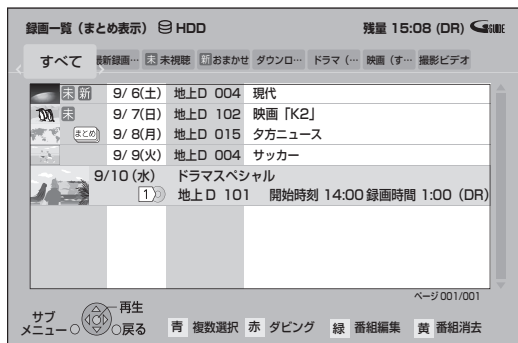 録画一覧（まとめ表示） HDD 残量 15:08 (DR) G GUIDE
すべて 最新録画… 未 未視聴 新 おまかせ ダウンロ… ドラマ（… 映画（す… 撮影ビデオ
未 新 9/ 6(土) 地上D 004 現代
未 9/ 7(日) 地上D 102 映画「K2」
まとめ 9/ 8(月) 地上D 015 夕方ニュース
9/ 9(火) 地上D 004 サッカー
9/10(水) ドラマスペシャル
1 地上D 101 開始時刻 14:00 録画時間 1:00 (DR)
ページ 001/001
サブメニュー 再生 戻る 青 複数選択 赤 ダビング 緑 番組編集 黄 番組消去